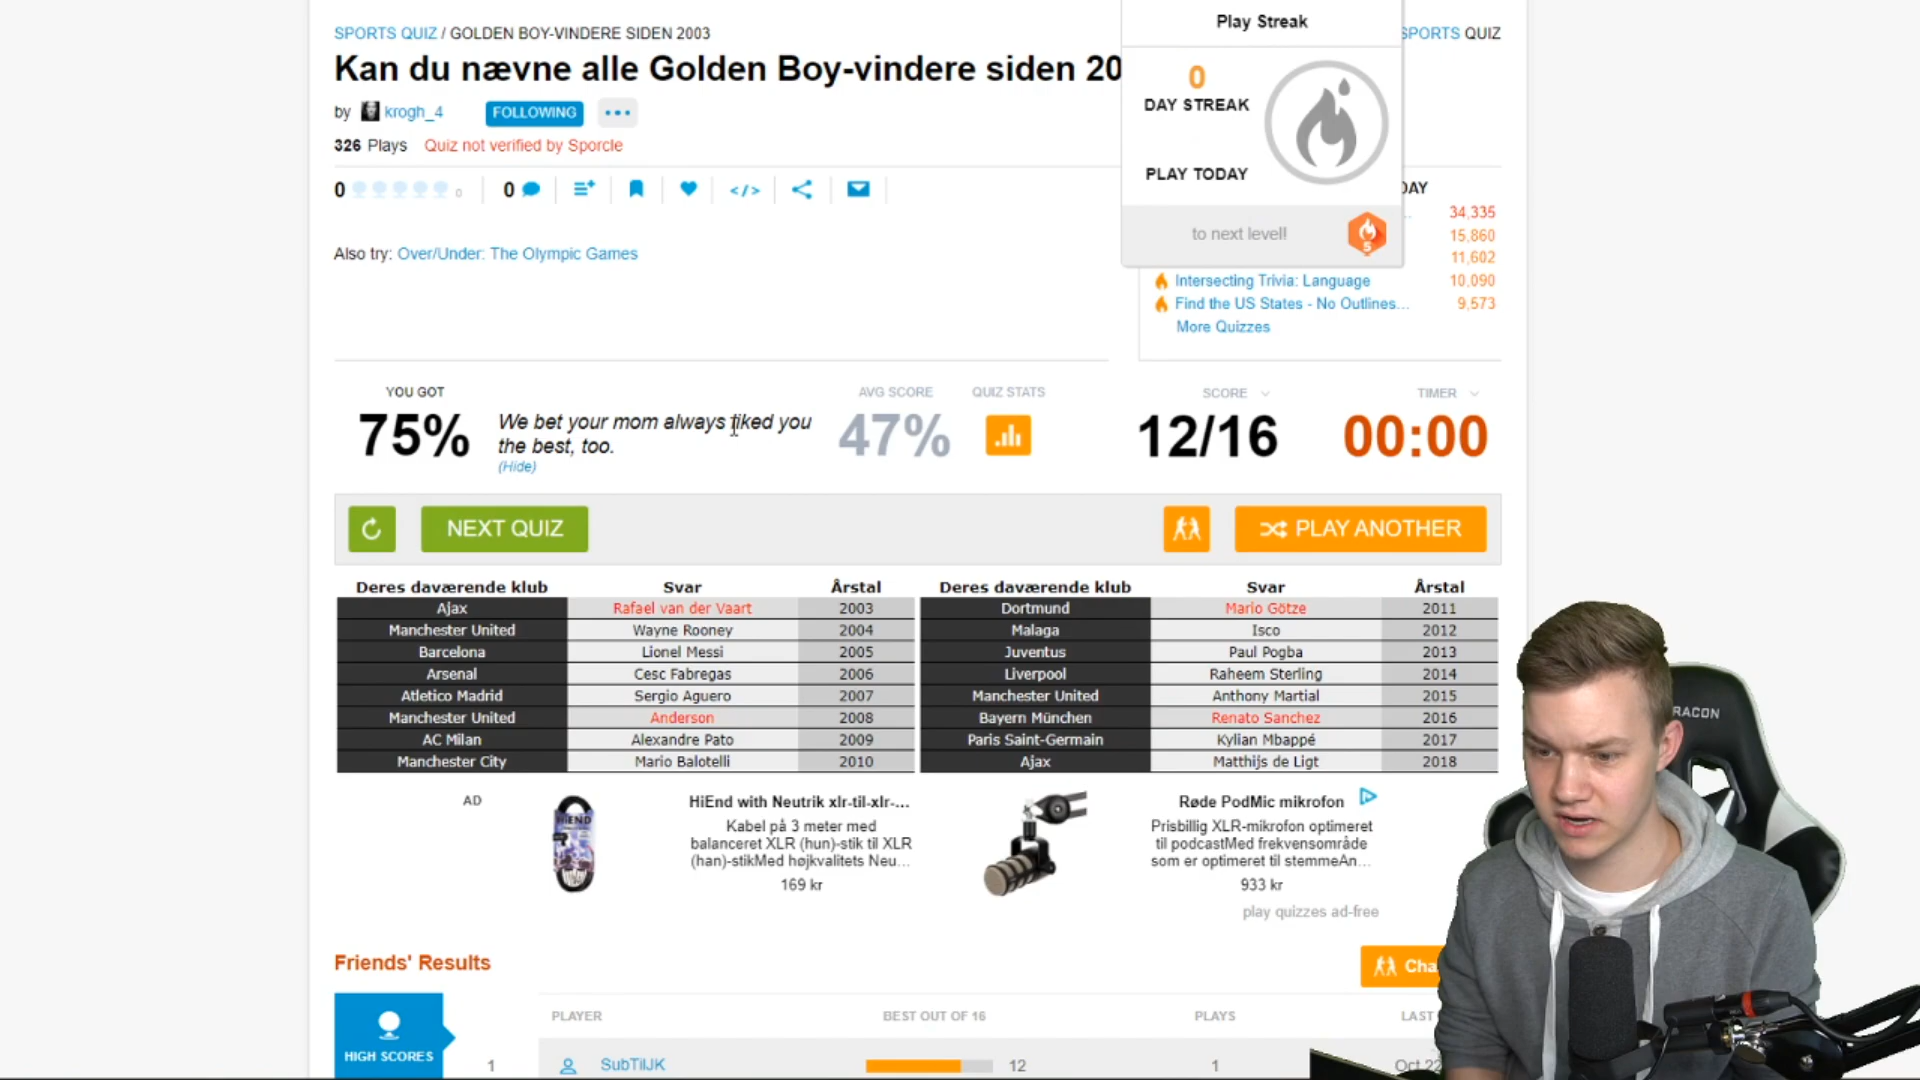 SPORTS QUIZ / GOLDEN BOY-VINDERE SIDEN 2003
SPORTS QUIZ
Kan du nævne alle Golden Boy-vindere siden 20
by krogh_4 FOLLOWING
326 Plays Quiz not verified by Sporcle
0 0 0 </>
Also try: Over/Under: The Olympic Games
Play Streak
0
DAY STREAK
PLAY TODAY
to next level!
5
DAY
34,335
15,860
11,602
Intersecting Trivia: Language 10,090
Find the US States - No Outlines... 9,573
More Quizzes
YOU GOT
75%
We bet your mom always liked you
the best, too.
(Hide)
AVG SCORE
47%
QUIZ STATS
SCORE
12/16
TIMER
00:00
NEXT QUIZ
PLAY ANOTHER
Deres daværende klub Svar Årstal
Ajax Rafael van der Vaart 2003
Manchester United Wayne Rooney 2004
Barcelona Lionel Messi 2005
Arsenal Cesc Fabregas 2006
Atletico Madrid Sergio Aguero 2007
Manchester United Anderson 2008
AC Milan Alexandre Pato 2009
Manchester City Mario Balotelli 2010
Deres daværende klub Svar Årstal
Dortmund Mario Götze 2011
Malaga Isco 2012
Juventus Paul Pogba 2013
Liverpool Raheem Sterling 2014
Manchester United Anthony Martial 2015
Bayern München Renato Sanchez 2016
Paris Saint-Germain Kylian Mbappé 2017
Ajax Matthijs de Ligt 2018
AD
HiEND
HiEnd with Neutrik xlr-til-xlr-...
Kabel på 3 meter med
balanceret XLR (hun)-stik til XLR
(han)-stikMed højkvalitets Neu...
169 kr
Røde PodMic mikrofon
Prisbillig XLR-mikrofon optimeret
til podcastMed frekvensområde
som er optimeret til stemmeAn...
933 kr
play quizzes ad-free
RACON
Friends' Results
Cha
HIGH SCORES
PLAYER BEST OUT OF 16 PLAYS LAST
1 SubTilJK 12 1 Oct 22